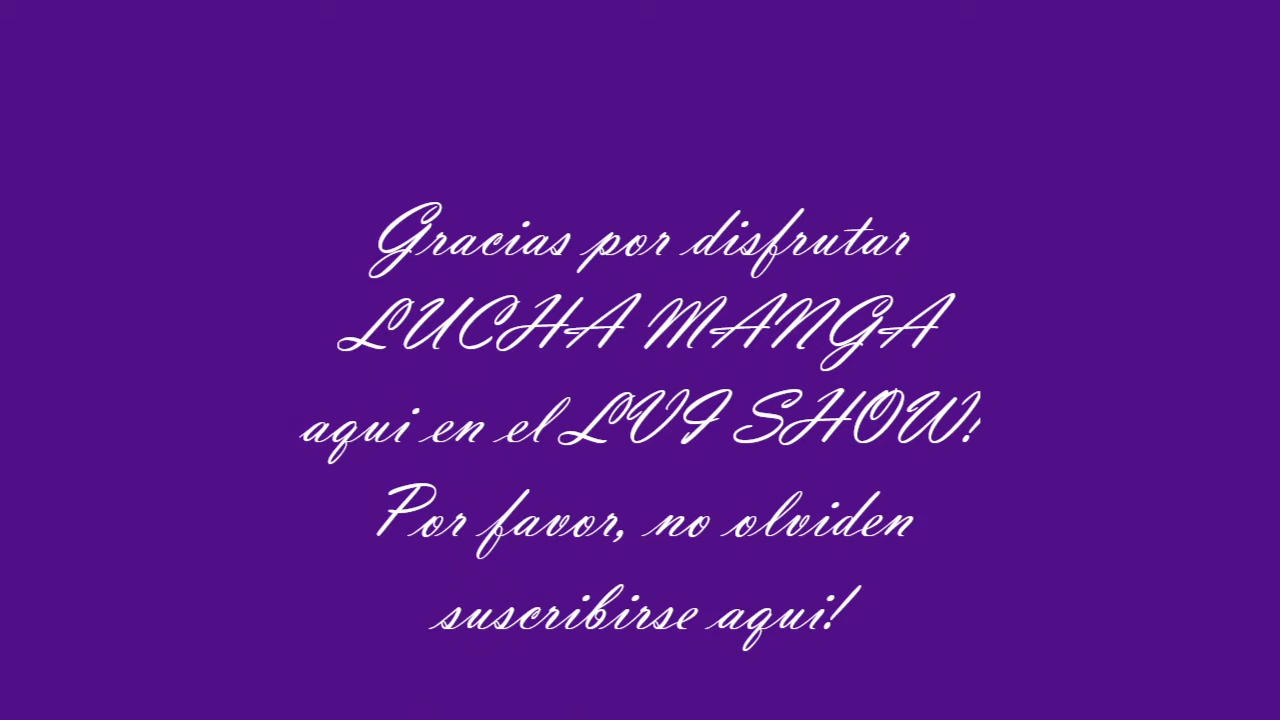 Gracias por disfrutar
LUCHA MANGA
aqui en el LVI SHOW!
Por favor, no olviden
suscribirse aqui!